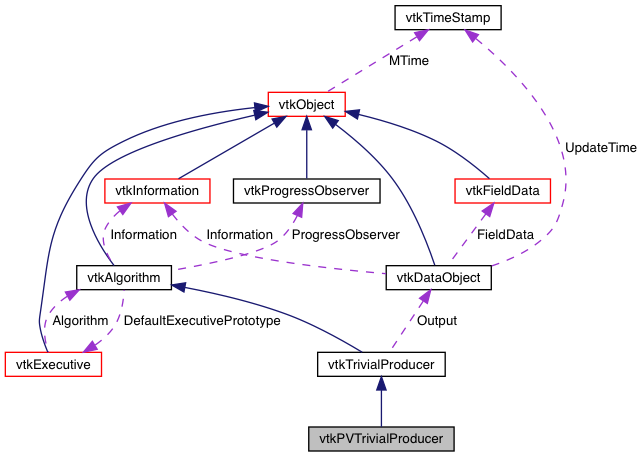 vtkTimeStamp
MTime
vtkObject
UpdateTime
vtkInformation
vtkProgressObserver
vtkFieldData
Information
Information
ProgressObserver
FieldData
vtkAlgorithm
vtkDataObject
Algorithm
DefaultExecutivePrototype
Output
vtkExecutive
vtkTrivialProducer
vtkPVTrivialProducer